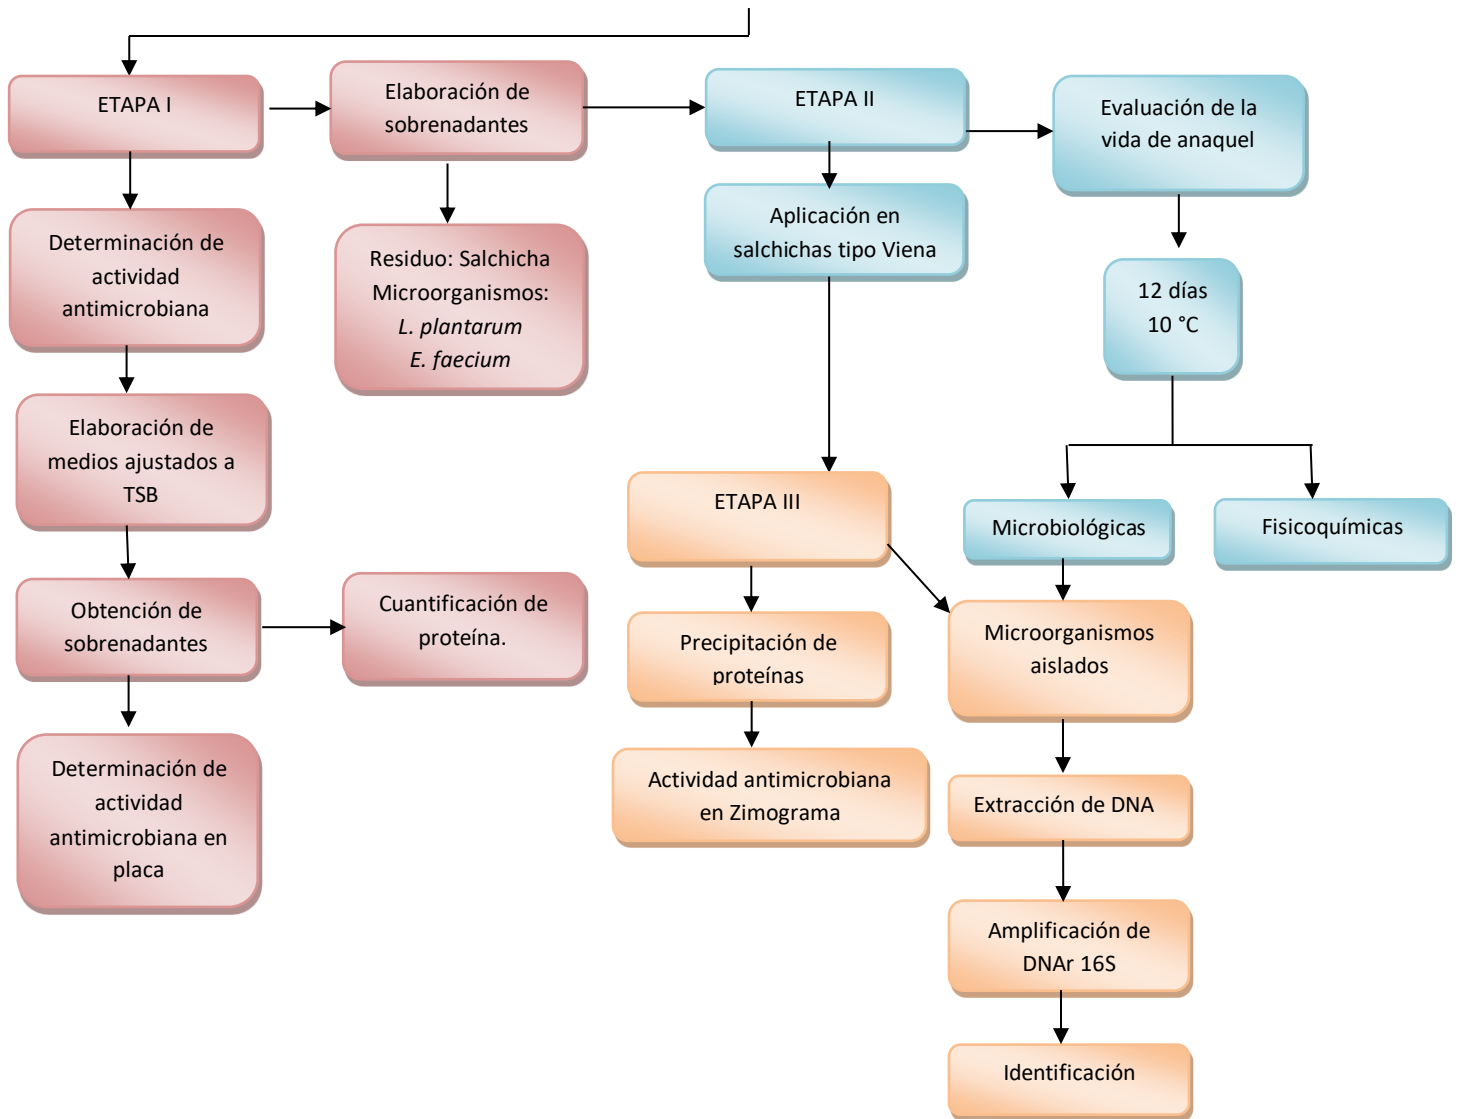 ETAPA I
Determinación de
actividad
antimicrobiana
Elaboración de
medios ajustados a
TSB
Obtención de
sobrenadantes
Determinación de
actividad
antimicrobiana en
placa
Cuantificación de
proteína.
Elaboración de
sobrenadantes
Residuo: Salchicha
Microorganismos:
L. plantarum
E. faecium
ETAPA II
Aplicación en
salchichas tipo Viena
Evaluación de la
vida de anaquel
12 días
10 °C
Microbiológicas
Fisicoquímicas
ETAPA III
Precipitación de
proteínas
Actividad antimicrobiana
en Zimograma
Microorganismos
aislados
Extracción de DNA
Amplificación de
DNAr 16S
Identificación